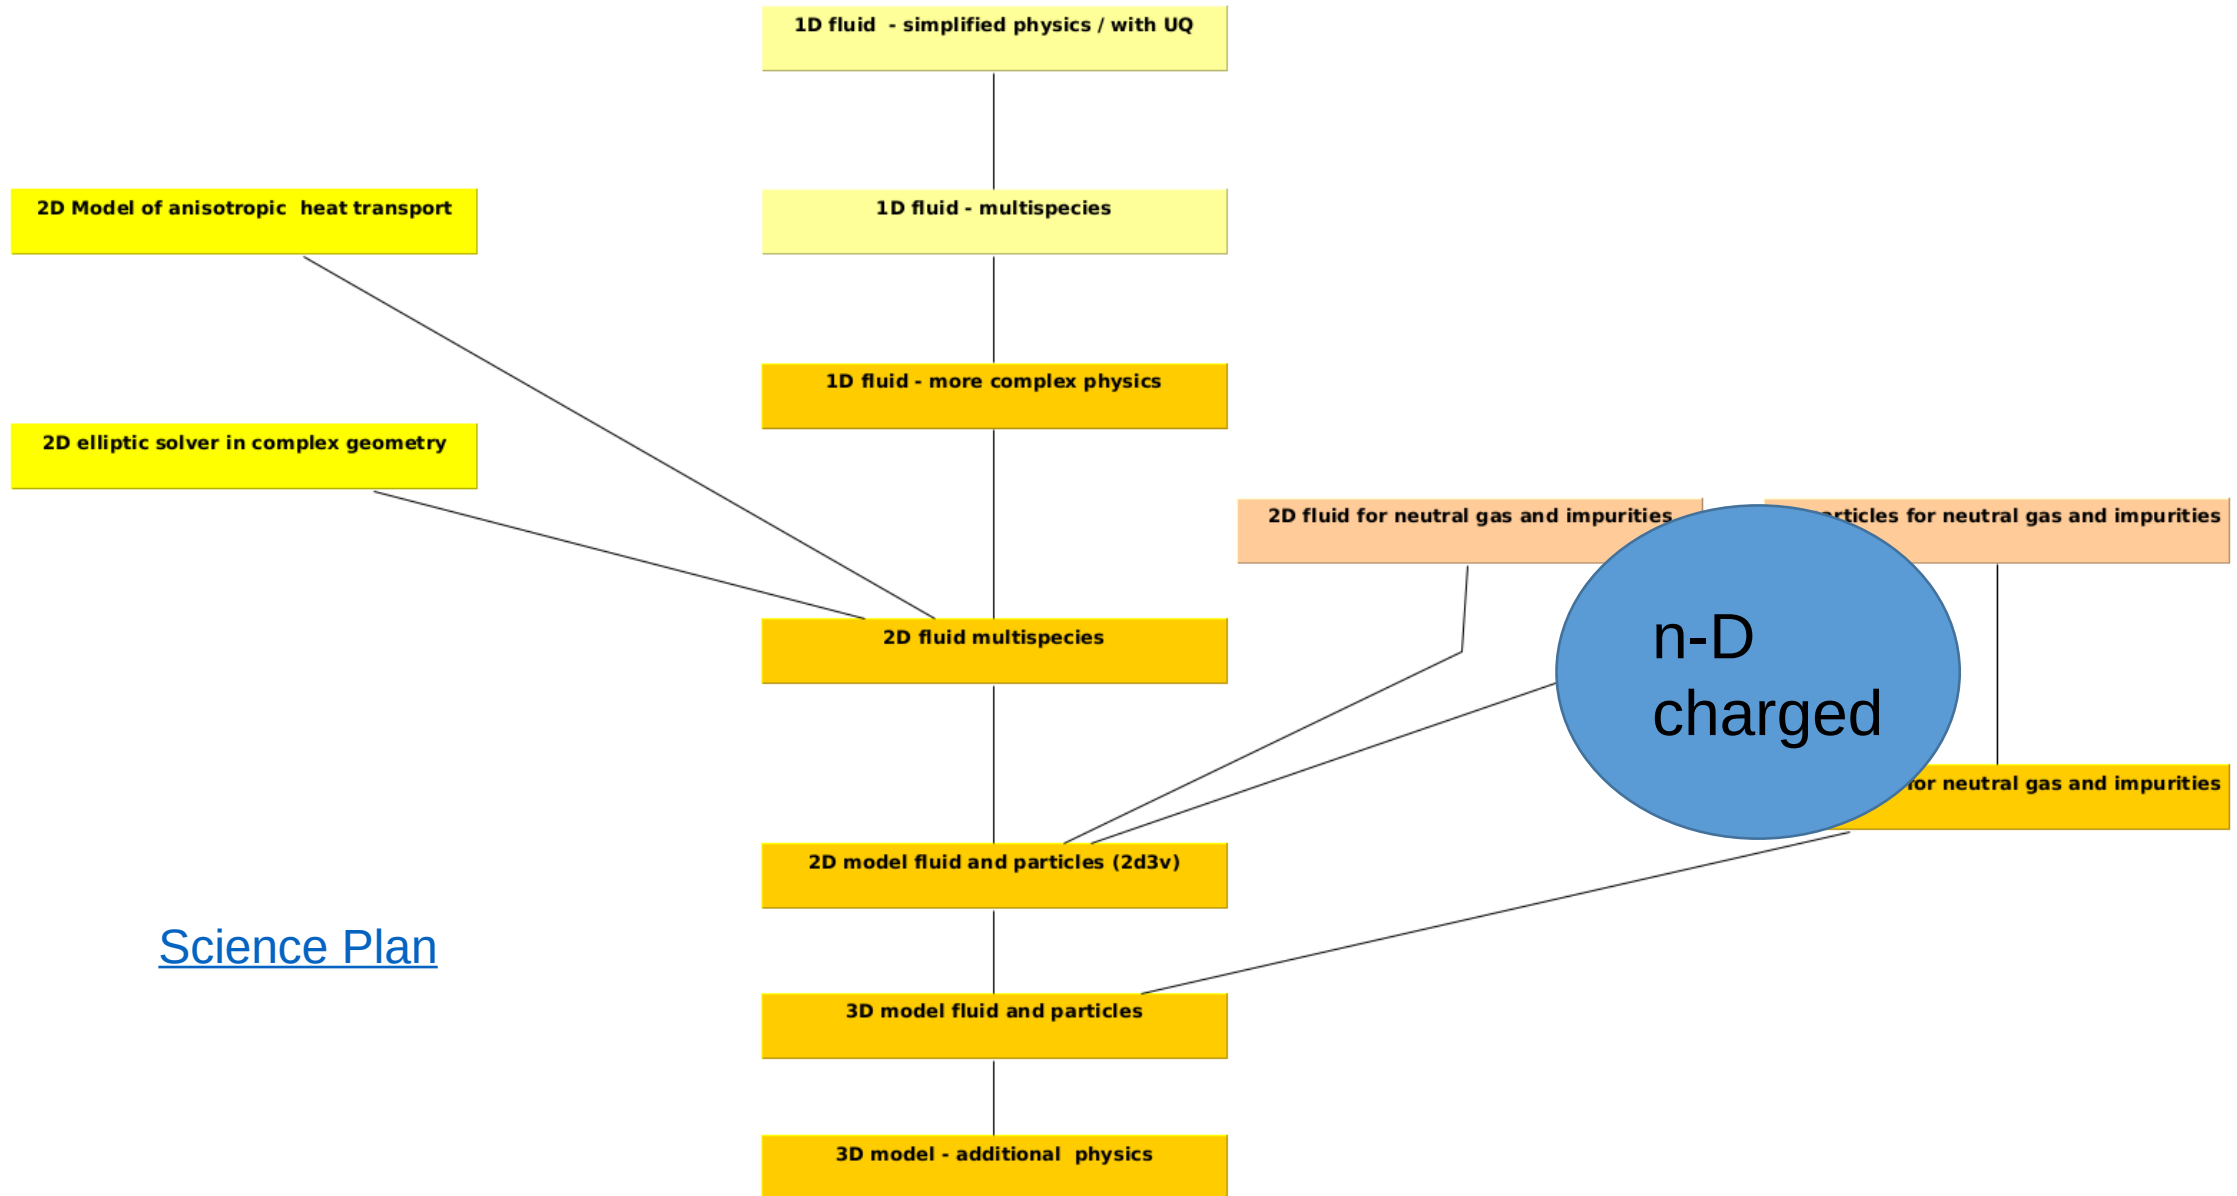 1D fluid - simplified physics / with UQ
2D Model of anisotropic heat transport
1D fluid - multispecies
1D fluid - more complex physics
2D elliptic solver in complex geometry
2D fluid for neutral gas and impurities
for neutral gas and impurities
2D fluid multispecies
n-D
charged
for neutral gas and impurities
2D model fluid and particles (2d3v)
Science Plan
3D model fluid and particles
3D model - additional physics